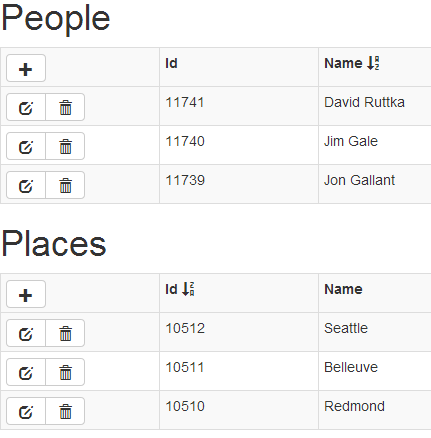 People
Id Name
11741 David Ruttka
11740 Jim Gale
11739 Jon Gallant
Places
Id Name
10512 Seattle
10511 Belleuve
10510 Redmond